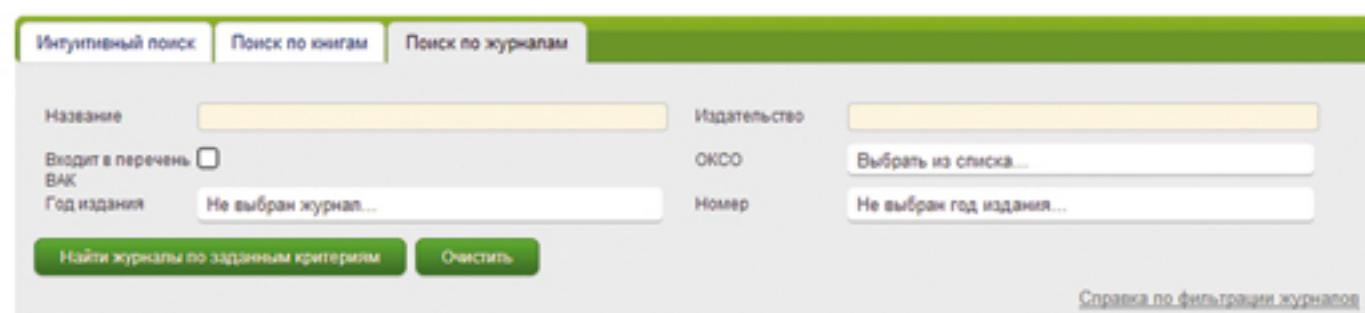 Интуитивный поиск Поиск по книгам Поиск по журналам
Название Издательство
Входит в перечень ОКСО Выбрать из списка...
ВАК
Год издания Не выбран журнал... Номер Не выбран год издания...
Найти журналы по заданным критериям Очистить
Справка по фильтрации журналов